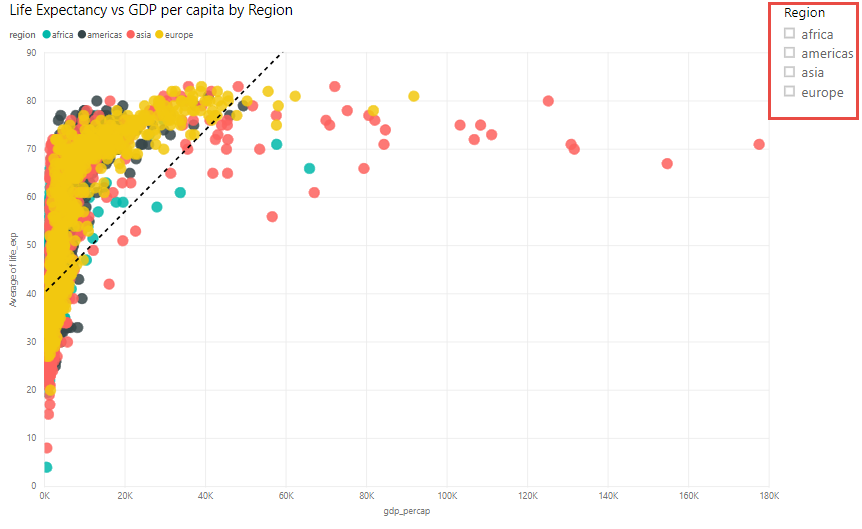 Life Expectancy vs GDP per capita by Region
region africa americas asia europe
Region
africa
americas
asia
europe
Average of life_exp
90
80
70
60
50
40
30
20
10
0
0K 20K 40K 60K 80K 100K 120K 140K 160K 180K
gdp_percap